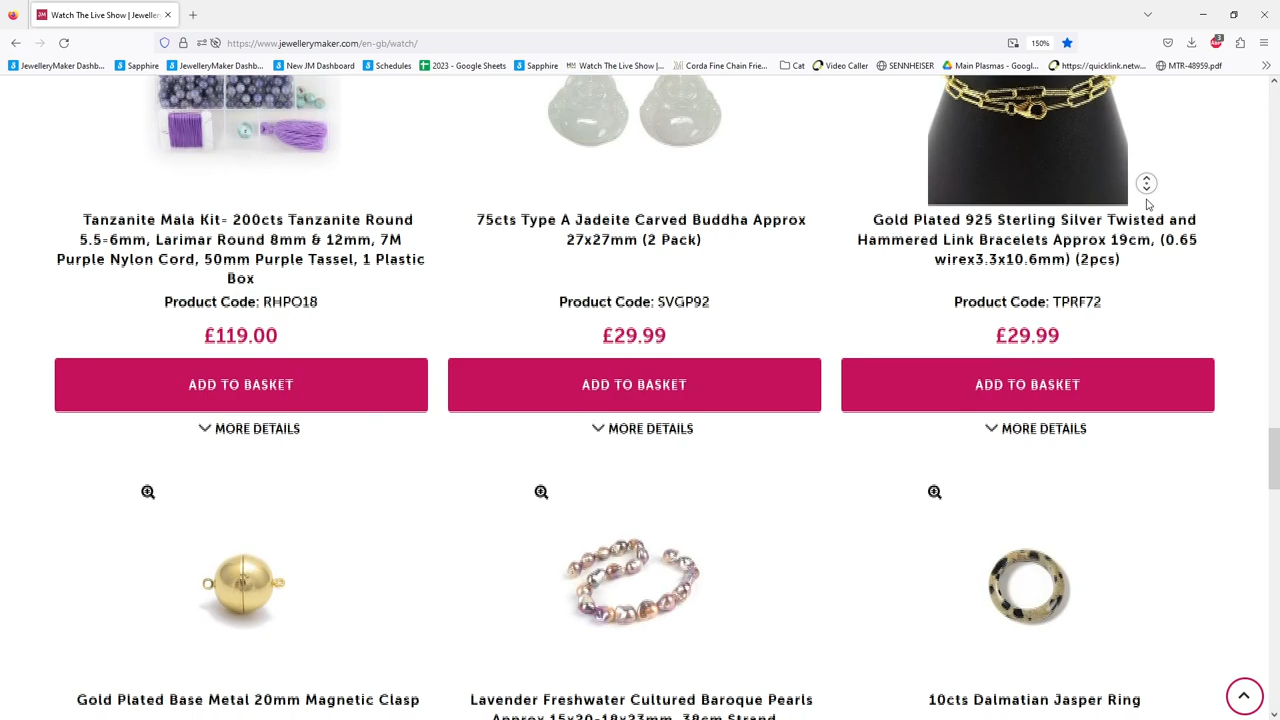 Watch The Live Show | Jeweller
https://www.jewellerymaker.com/elr-gb/watch/
150%
3
JewelleryMaker Dashb...
Sapphire
JewelleryMaker Dashb...
New JM Dashboard
Schedules
2023 - Google Sheets
Sapphire
Watch The Live Show |...
Corda Fine Chain Frie...
Cat
Video Caller
SENNHEISER
Main Plasmas - Googl...
https://quicklink.netw...
MTR-48959.pdf
Tanzanite Mala Kit= 200cts Tanzanite Round
5.5=6mm, Larimar Round 8mm & 12mm, 7M
Purple Nylon Cord, 50mm Purple Tassel, 1 Plastic
Box
Product Code: RHPO18
£119.00
ADD TO BASKET
MORE DETAILS
75cts Type A Jadeite Carved Buddha Approx
27x27mm (2 Pack)
Product Code: SVGP92
£29.99
ADD TO BASKET
MORE DETAILS
Gold Plated 925 Sterling Silver Twisted and
Hammered Link Bracelets Approx 19cm, (0.65
wirex3.3x10.6mm) (2pcs)
Product Code: TPRF72
£29.99
ADD TO BASKET
MORE DETAILS
Gold Plated Base Metal 20mm Magnetic Clasp
Lavender Freshwater Cultured Baroque Pearls
Approx 15x20-18x23mm, 38cm Strand
10cts Dalmatian Jasper Ring